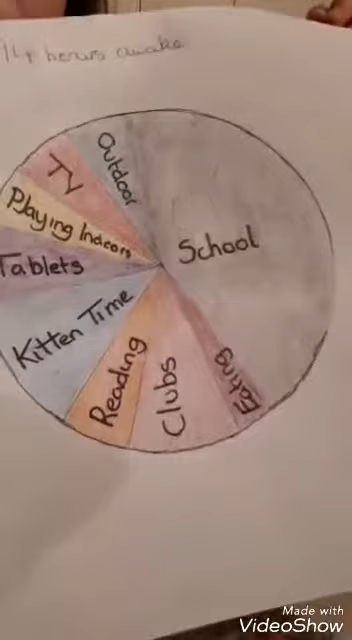 14 hours awake
Outdoor
TV
Playing Indoors
School
Tablets
Kitten Time
Reading
Clubs
Eating
Made with
VideoShow